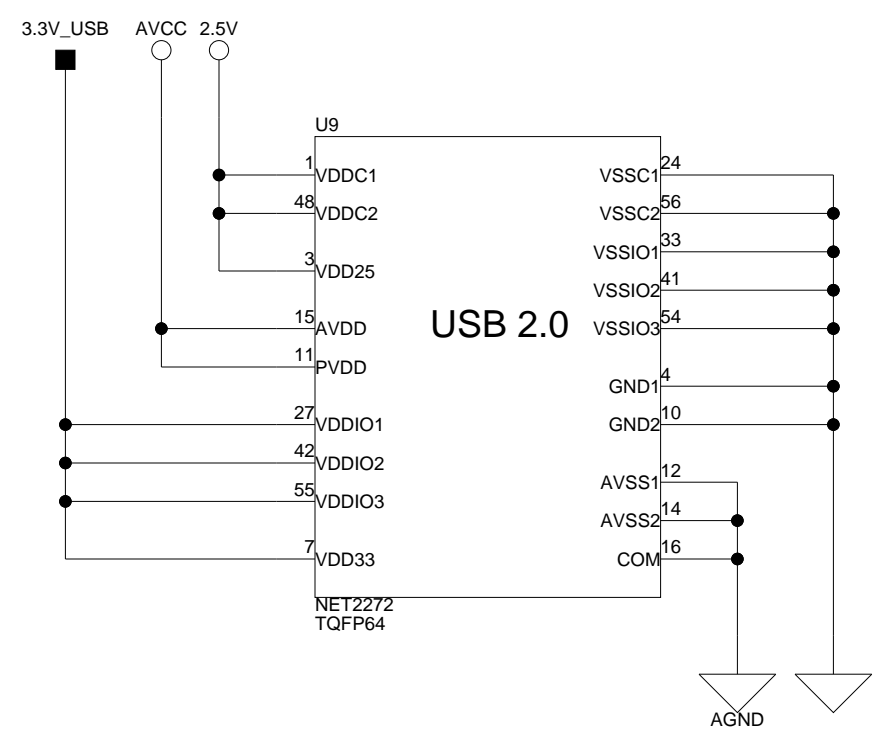 3.3V_USB AVCC 2.5V
U9
1 VDDC1 VSSC1 24
48 VDDC2 VSSC2 56
VSSIO1 33
3 VDD25
VSSIO2 41
15 AVDD USB 2.0 VSSIO3 54
11 PVDD
GND1 4
27 VDDIO1 GND2 10
42 VDDIO2
AVSS1 12
55 VDDIO3
AVSS2 14
7 VDD33 COM 16
NET2272
TQFP64
AGND